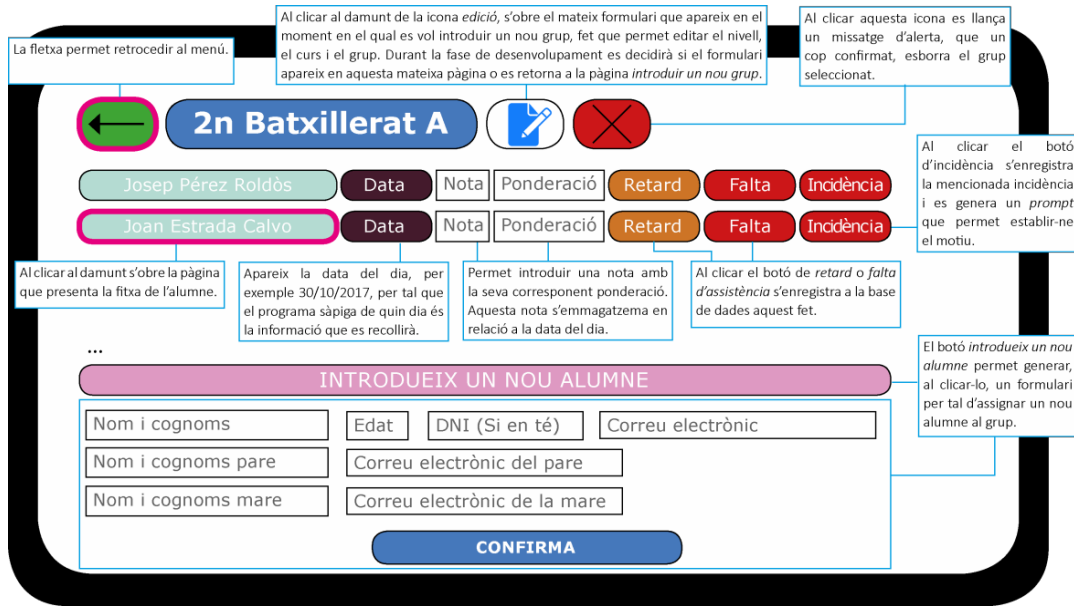 La fletxa permet retrocedir al menú.
Al clicar al damunt de la icona edició, s’obre el mateix formulari que apareix en el
moment en el qual es vol introduir un nou grup, fet que permet editar el nivell,
el curs i el grup. Durant la fase de desenvolupament es decidirà si el formulari
apareix en aquesta mateixa pàgina o es retorna a la pàgina introduir un nou grup.
Al clicar aquesta icona es llança
un missatge d’alerta, que un
cop confirmat, esborra el grup
seleccionat.
2n Batxillerat A
Josep Pérez Roldòs Data Nota Ponderació Retard Falta Incidència
Joan Estrada Calvo Data Nota Ponderació Retard Falta Incidència
Al clicar el botó
d’incidència s’enregistra
la mencionada incidència
i es genera un prompt
que permet establir-ne
el motiu.
Al clicar al damunt s’obre la pàgina
que presenta la fitxa de l’alumne.
Apareix la data del dia, per
exemple 30/10/2017, per tal que
el programa sàpiga de quin dia és
la informació que es recollirà.
Permet introduir una nota amb
la seva corresponent ponderació.
Aquesta nota s’emmagatzema en
relació a la data del dia.
Al clicar el botó de retard o falta
d’assistència s’enregistra a la base
de dades aquest fet.
...
INTRODUEIX UN NOU ALUMNE
El botó introdueix un nou
alumne permet generar,
al clicar-lo, un formulari
per tal d’assignar un nou
alumne al grup.
Nom i cognoms Edat DNI (Si en té) Correu electrònic
Nom i cognoms pare Correu electrònic del pare
Nom i cognoms mare Correu electrònic de la mare
CONFIRMA